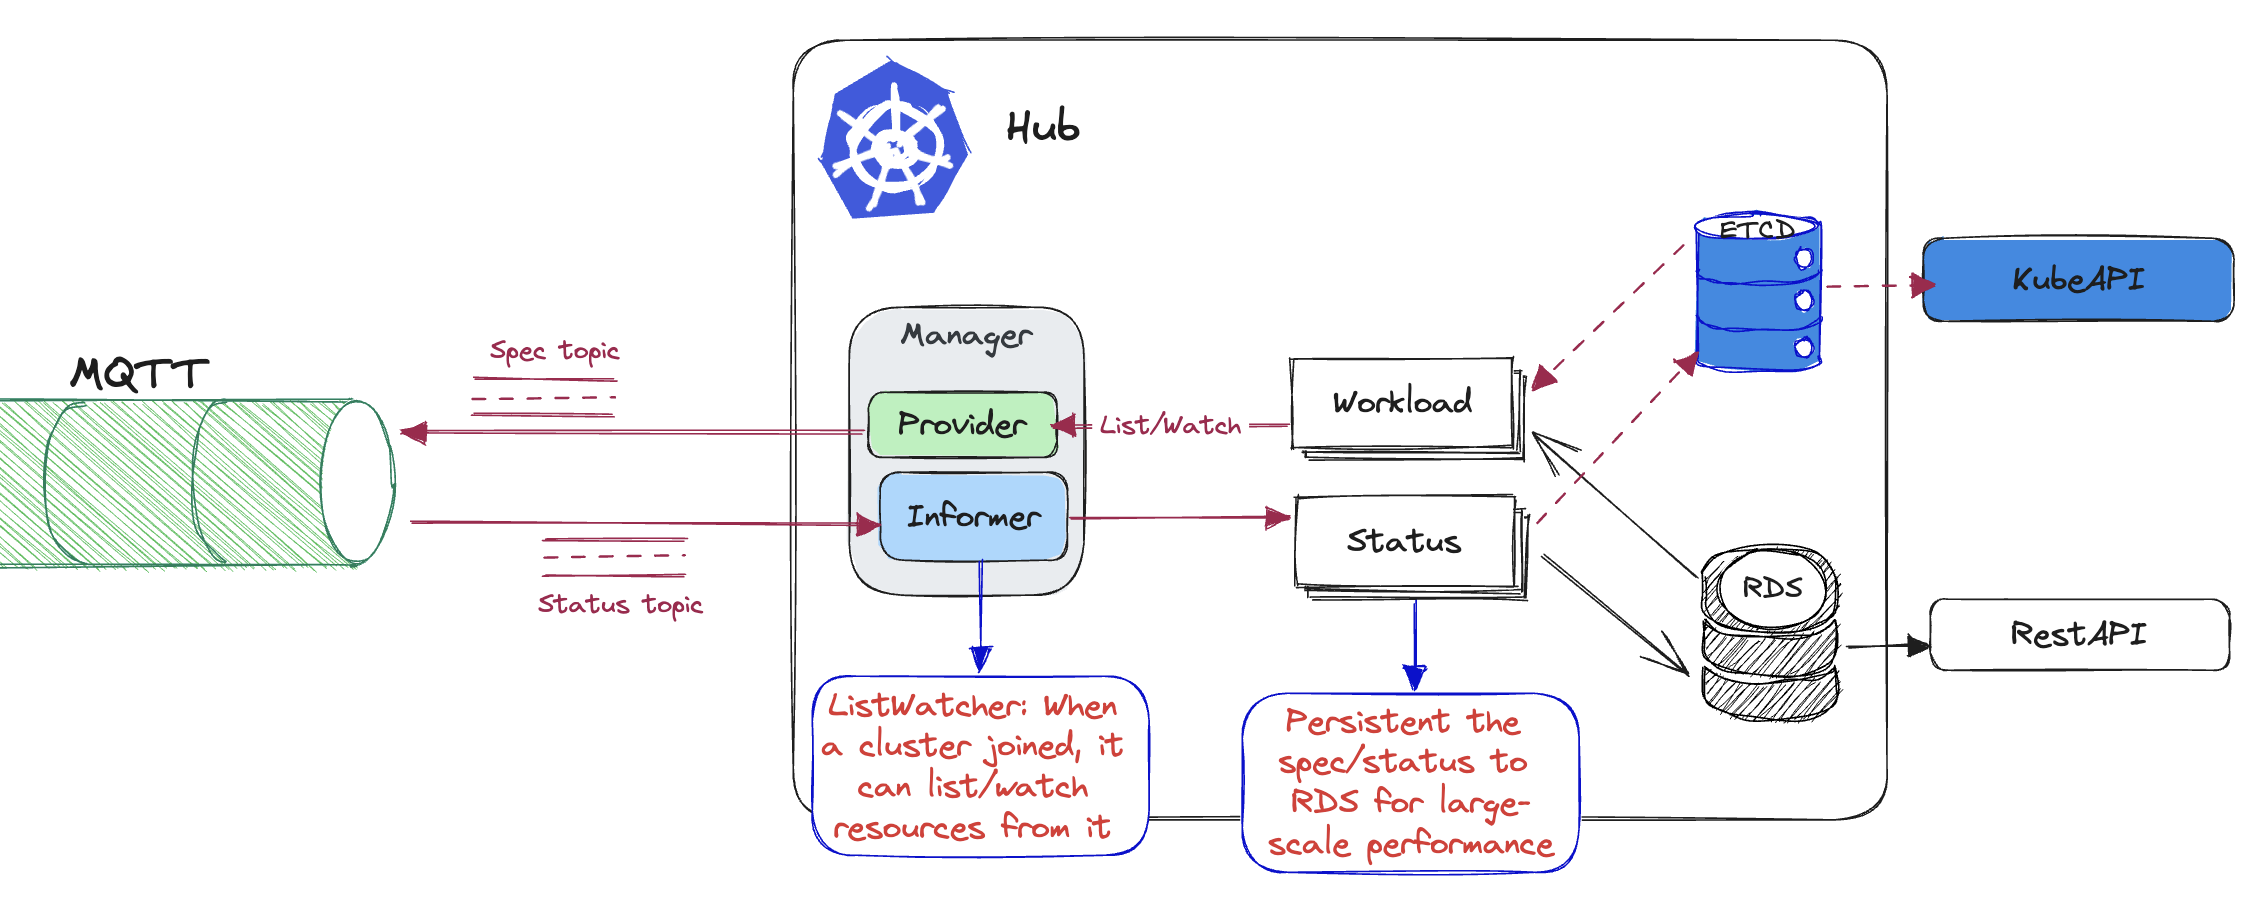 Hub
ETCD
KubeAPI
Manager
Spec topic
MQTT
Provider
List/Watch
Workload
Informer
Status
Status topic
RDS
RestAPI
ListWatcher: When
a cluster joined, it
can list/watch
resources from it
Persistent the
spec/status to
RDS for large-
scale performance